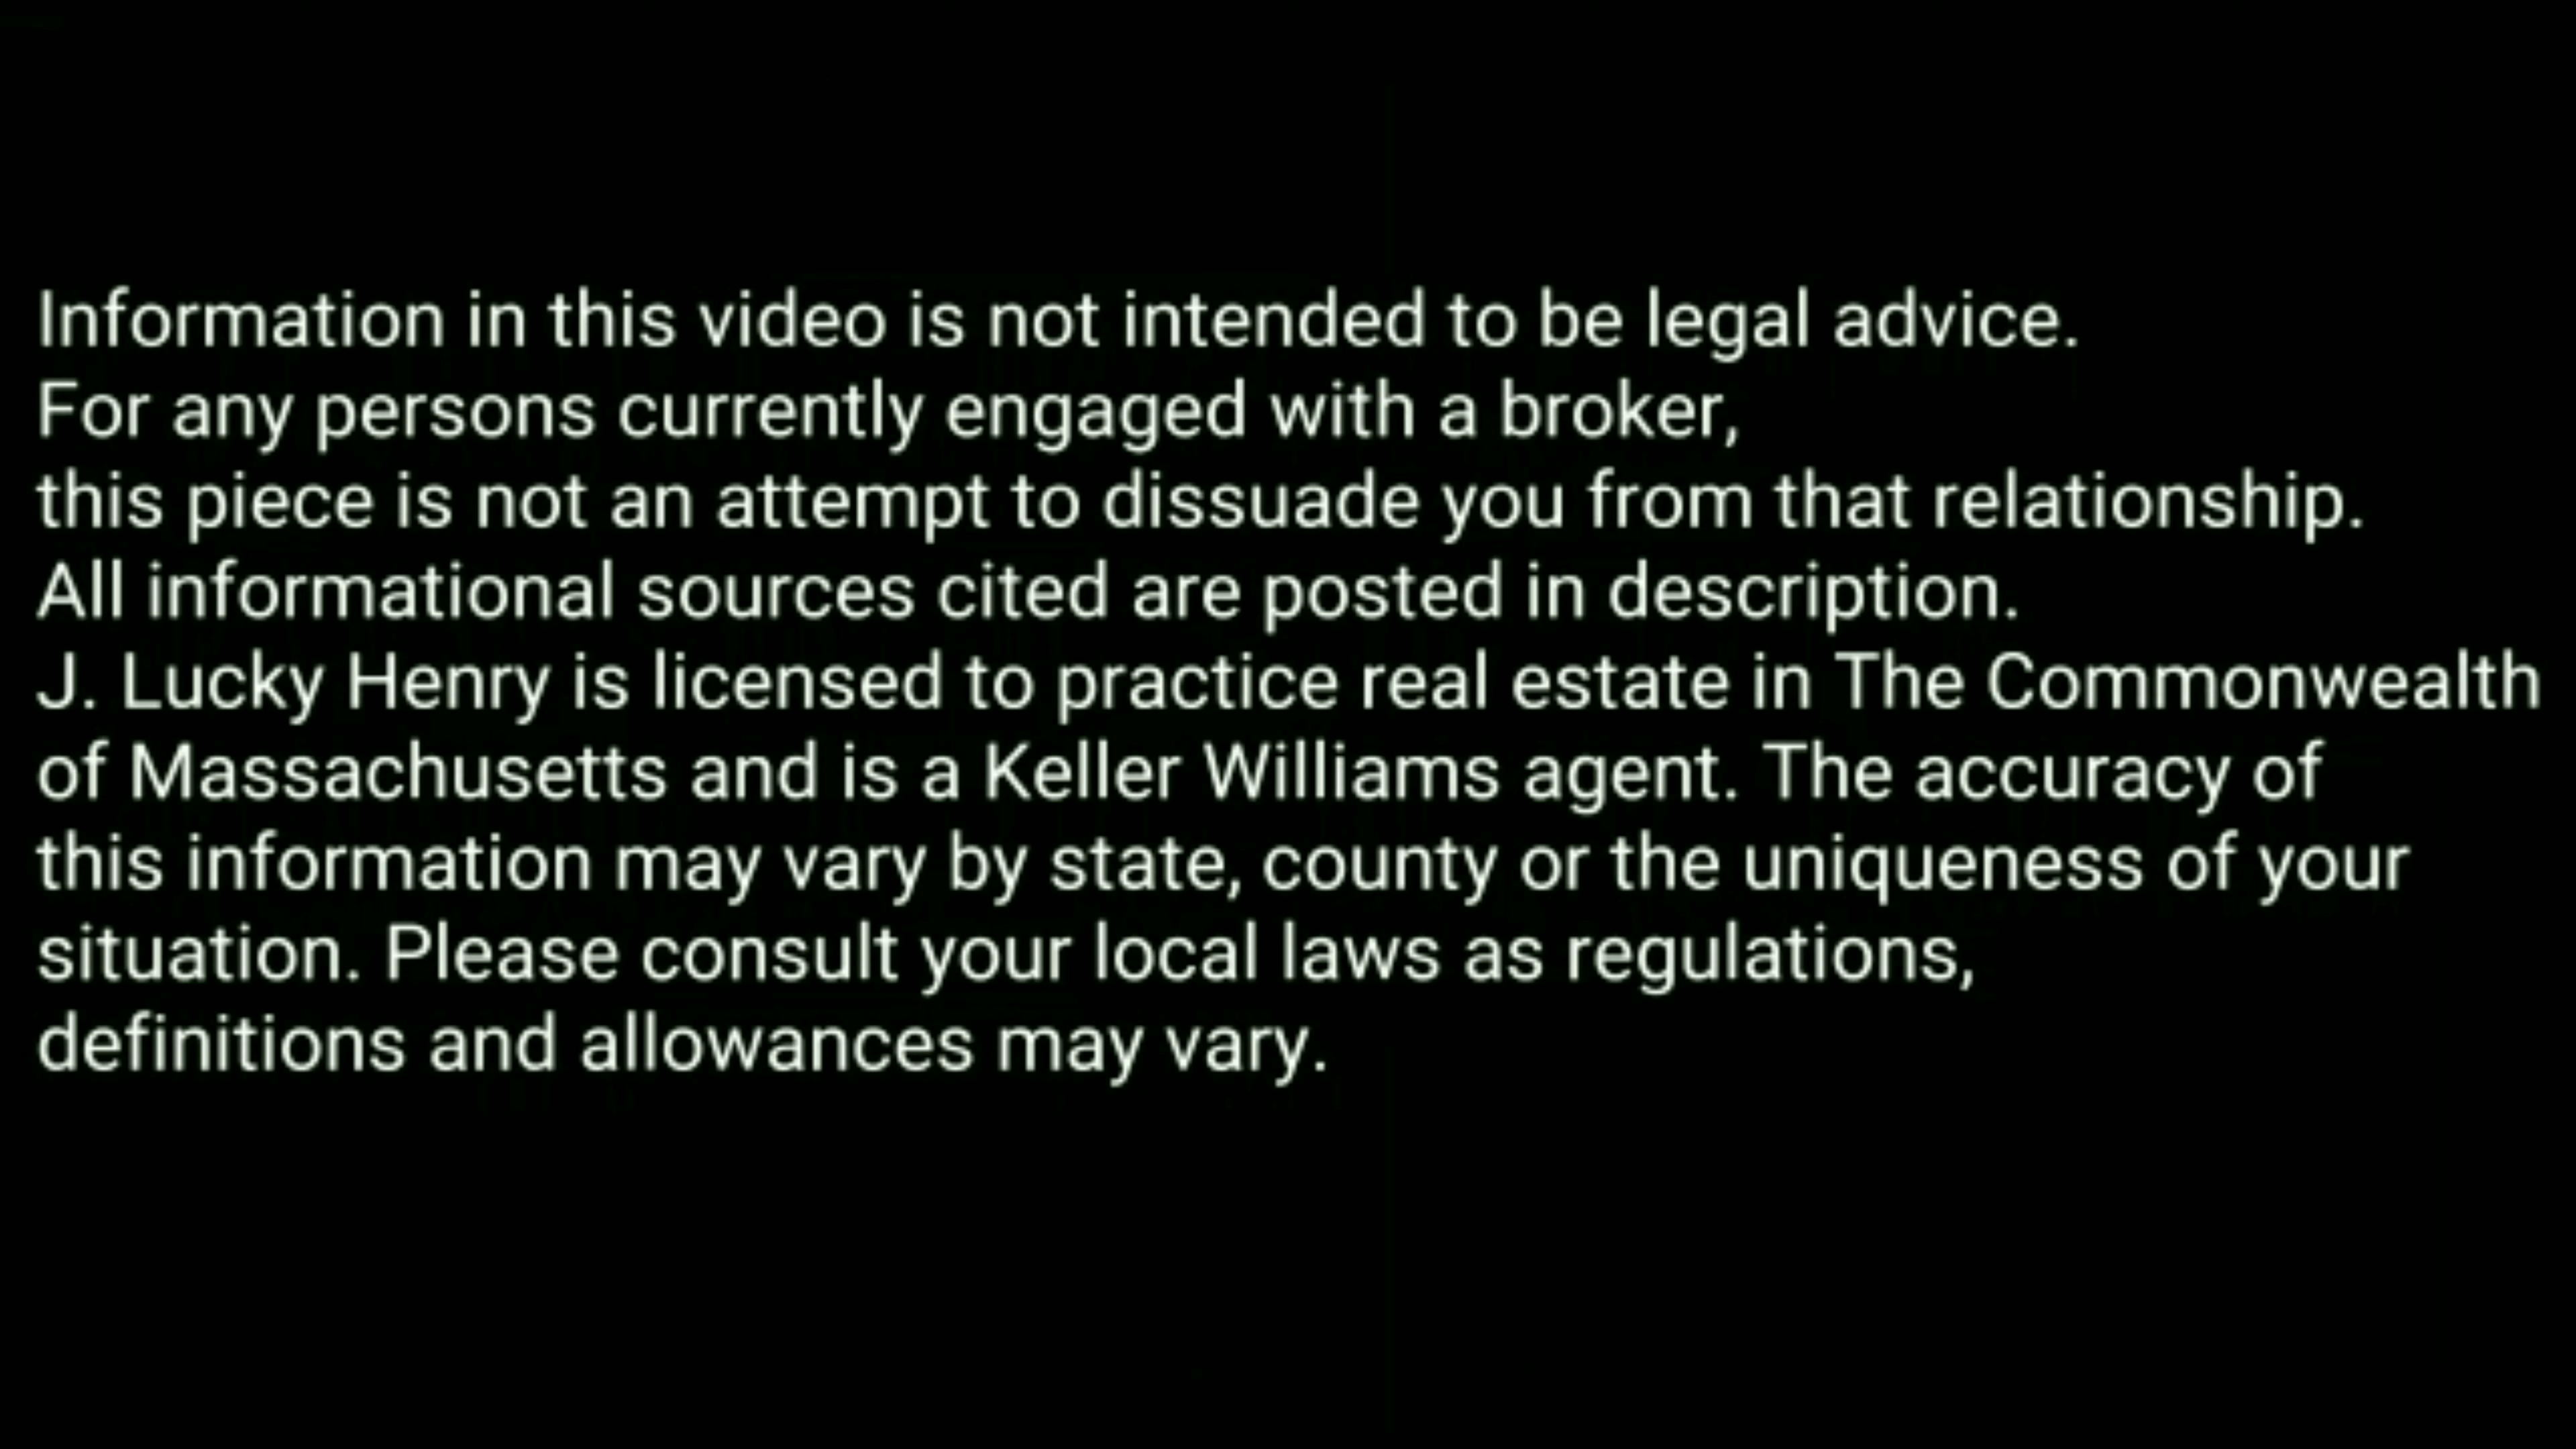 Information in this video is not intended to be legal advice.
For any persons currently engaged with a broker,
this piece is not an attempt to dissuade you from that relationship.
All informational sources cited are posted in description.
J. Lucky Henry is licensed to practice real estate in The Commonwealth
of Massachusetts and is a Keller Williams agent. The accuracy of
this information may vary by state, county or the uniqueness of your
situation. Please consult your local laws as regulations,
definitions and allowances may vary.